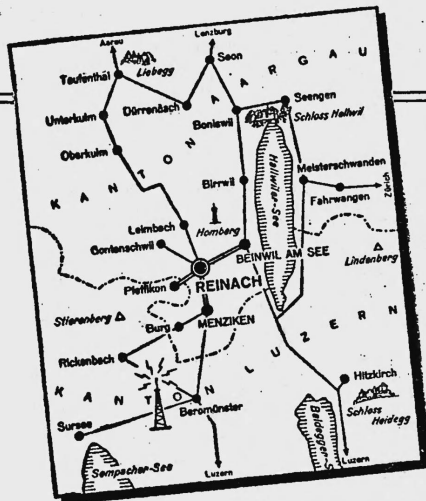 Aarau
Lenzburg
Liebegg
Teufenthal
Seon
KANTON AARGAU
Dürrenäsch
Seengen
Unterkulm
Boniswil
Schloss Hallwil
Oberkulm
Hallwiler-See
Birrwil
Meisterschwanden
Fahrwangen
Zürich
Leimbach
Homberg
Gontenschwil
BEINWIL AM SEE
Lindenberg
REINACH
Pfeffikon
Stierenberg
Burg
MENZIKEN
Rickenbach
KANTON LUZERN
Hitzkirch
Beromünster
Schloss Heidegg
Sursee
Baldegger-S
Sempacher-See
Luzern
Luzern